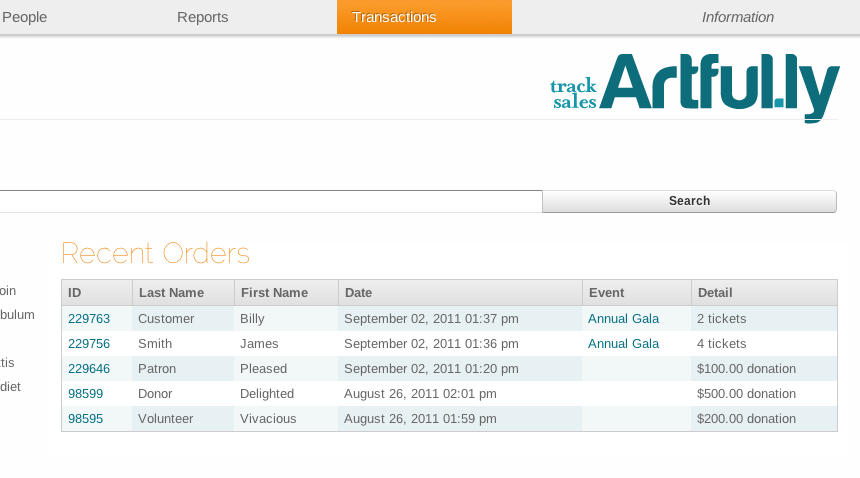 People Reports Transactions Information
track sales Artful.ly
Search
Recent Orders
oin
bulum
tis
diet
ID Last Name First Name Date Event Detail
229763 Customer Billy September 02, 2011 01:37 pm Annual Gala 2 tickets
229756 Smith James September 02, 2011 01:36 pm Annual Gala 4 tickets
229646 Patron Pleased September 02, 2011 01:20 pm $100.00 donation
98599 Donor Delighted August 26, 2011 02:01 pm $500.00 donation
98595 Volunteer Vivacious August 26, 2011 01:59 pm $200.00 donation